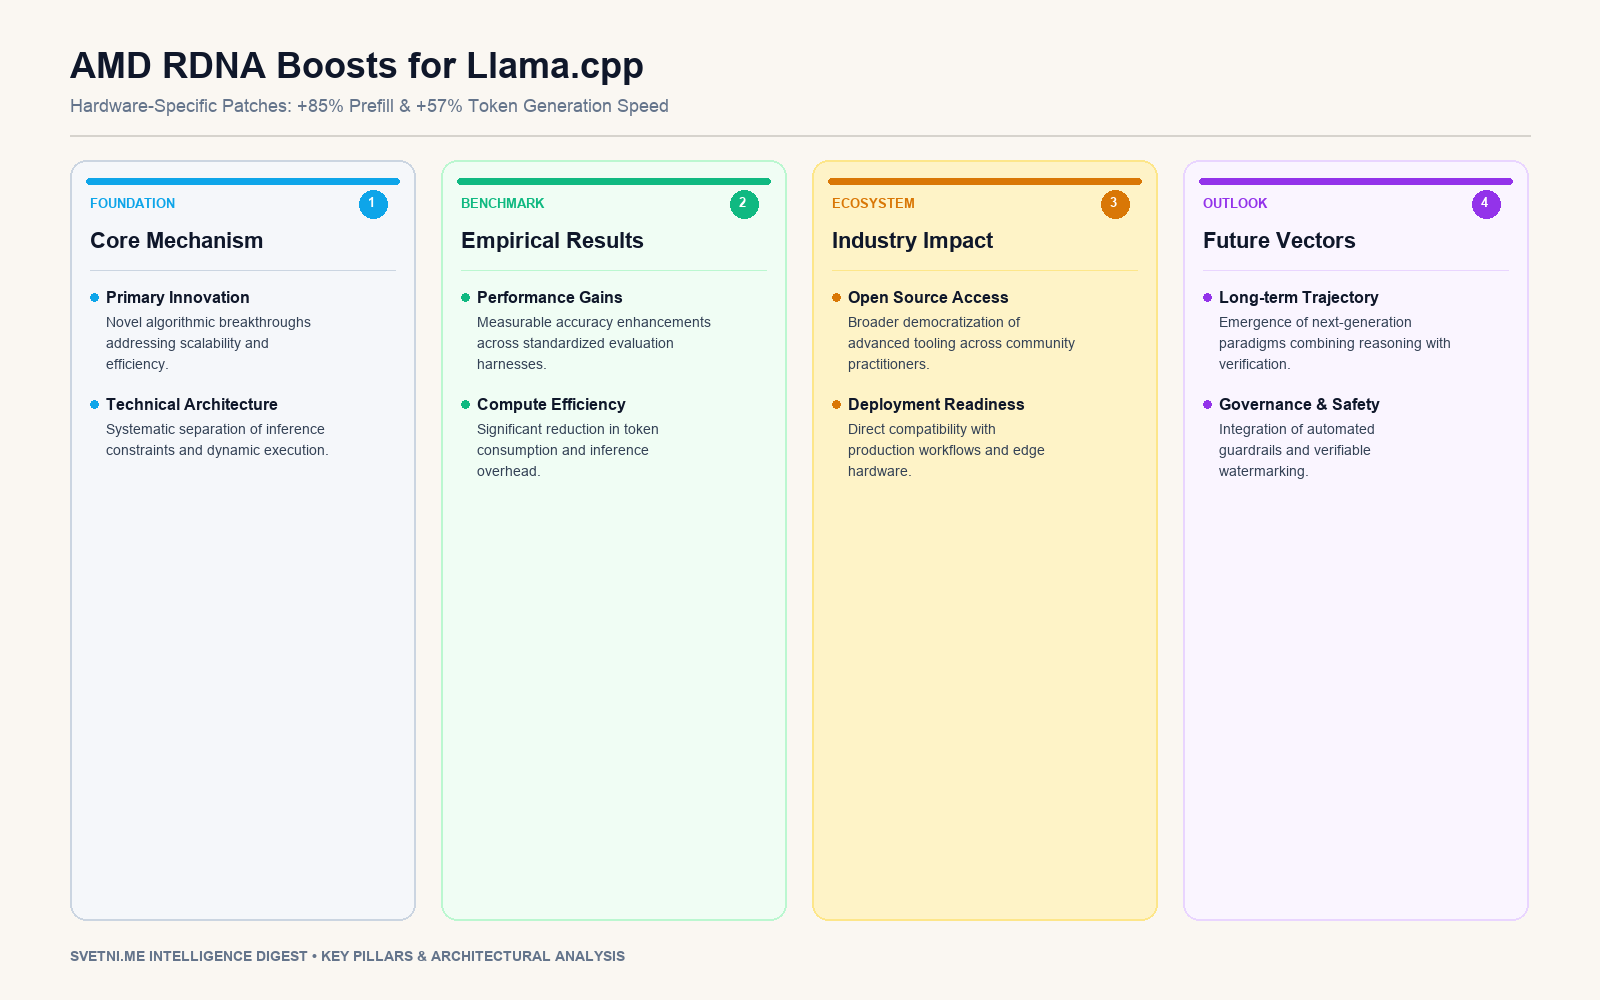 AMD RDNA Boosts for Llama.cpp
Hardware-Specific Patches: +85% Prefill & +57% Token Generation Speed
FOUNDATION
1
Core Mechanism
Primary Innovation
Novel algorithmic breakthroughs
addressing scalability and
efficiency.
Technical Architecture
Systematic separation of inference
constraints and dynamic execution.
BENCHMARK
2
Empirical Results
Performance Gains
Measurable accuracy enhancements
across standardized evaluation
harnesses.
Compute Efficiency
Significant reduction in token
consumption and inference
overhead.
ECOSYSTEM
3
Industry Impact
Open Source Access
Broader democratization of
advanced tooling across community
practitioners.
Deployment Readiness
Direct compatibility with
production workflows and edge
hardware.
OUTLOOK
4
Future Vectors
Long-term Trajectory
Emergence of next-generation
paradigms combining reasoning with
verification.
Governance & Safety
Integration of automated
guardrails and verifiable
watermarking.
SVETNI.ME INTELLIGENCE DIGEST • KEY PILLARS & ARCHITECTURAL ANALYSIS